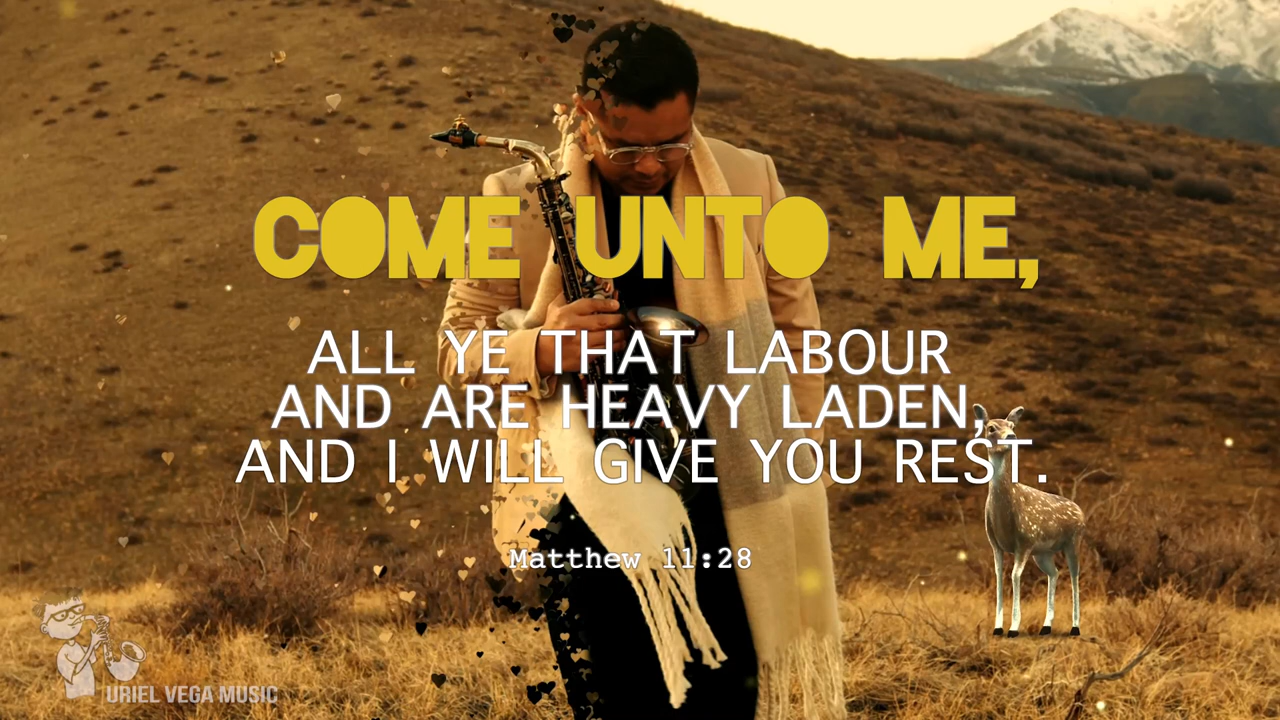 COME UNTO ME,
ALL YE THAT LABOUR
AND ARE HEAVY LADEN,
AND I WILL GIVE YOU REST.
Matthew 11:28
URIEL VEGA MUSIC